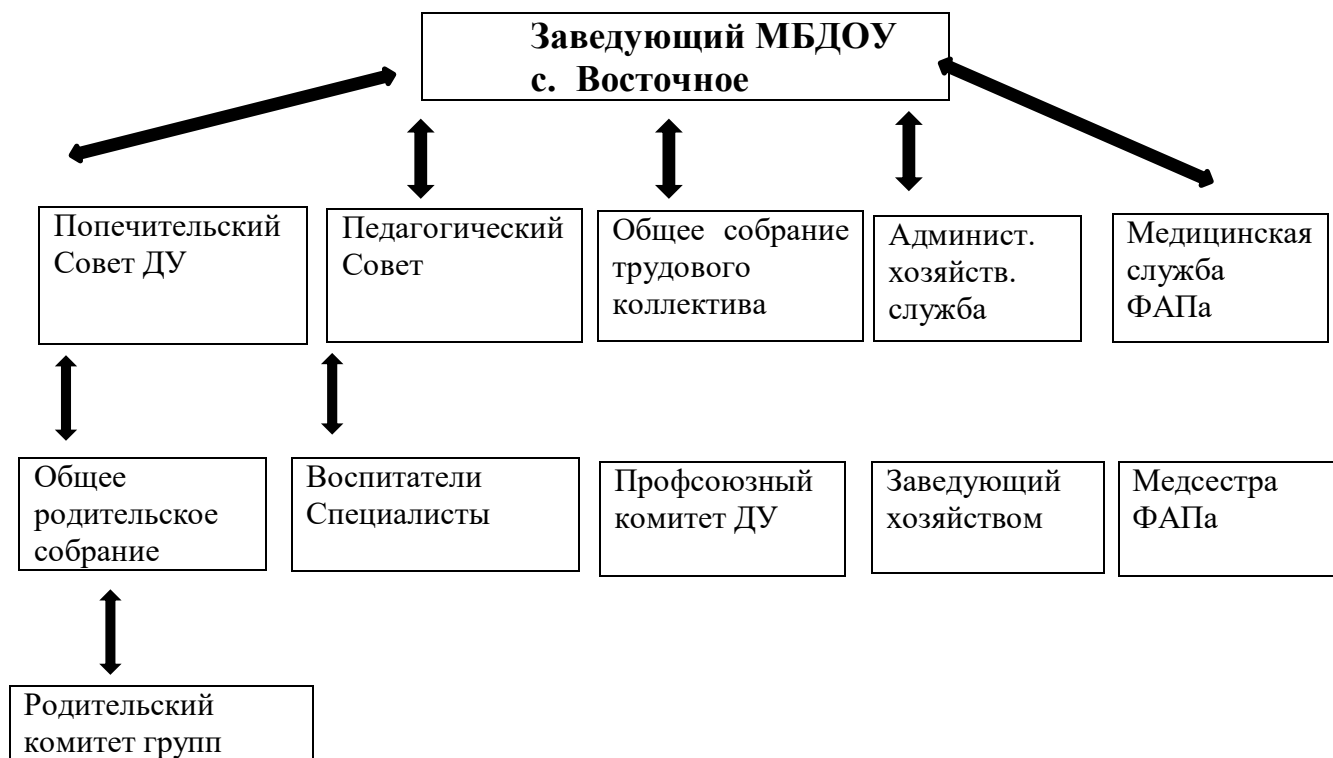 Заведующий МБДОУ
с. Восточное
Попечительский
Совет ДУ
Педагогический
Совет
Общее собрание
трудового
коллектива
Админист.
хозяйств.
служба
Медицинская
служба
ФАПа
Общее
родительское
собрание
Воспитатели
Специалисты
Профсоюзный
комитет ДУ
Заведующий
хозяйством
Медсестра
ФАПа
Родительский
комитет групп